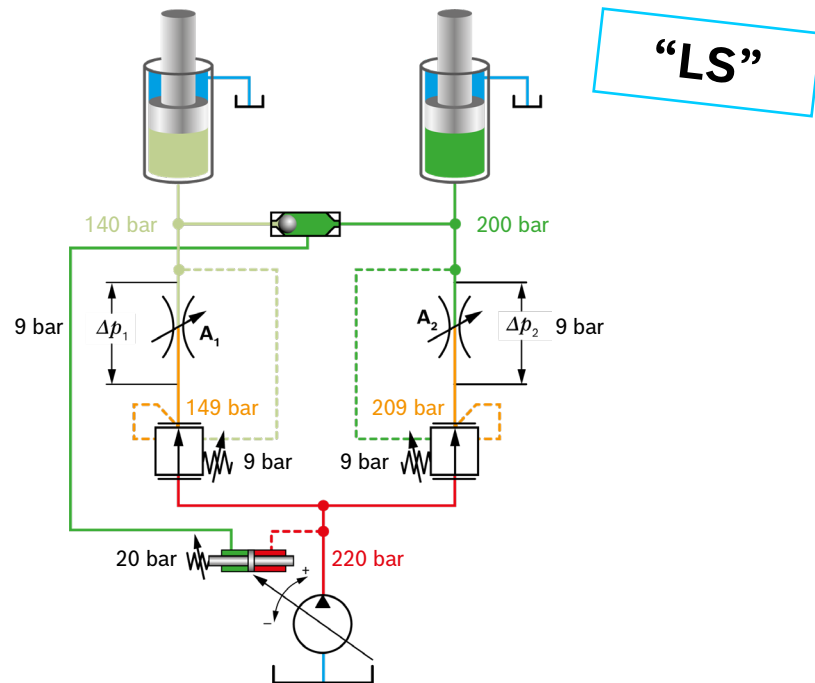 “LS”
140 bar
200 bar
9 bar
Δp1
A1
A2
Δp2
9 bar
149 bar
209 bar
9 bar
9 bar
20 bar
220 bar
+
–